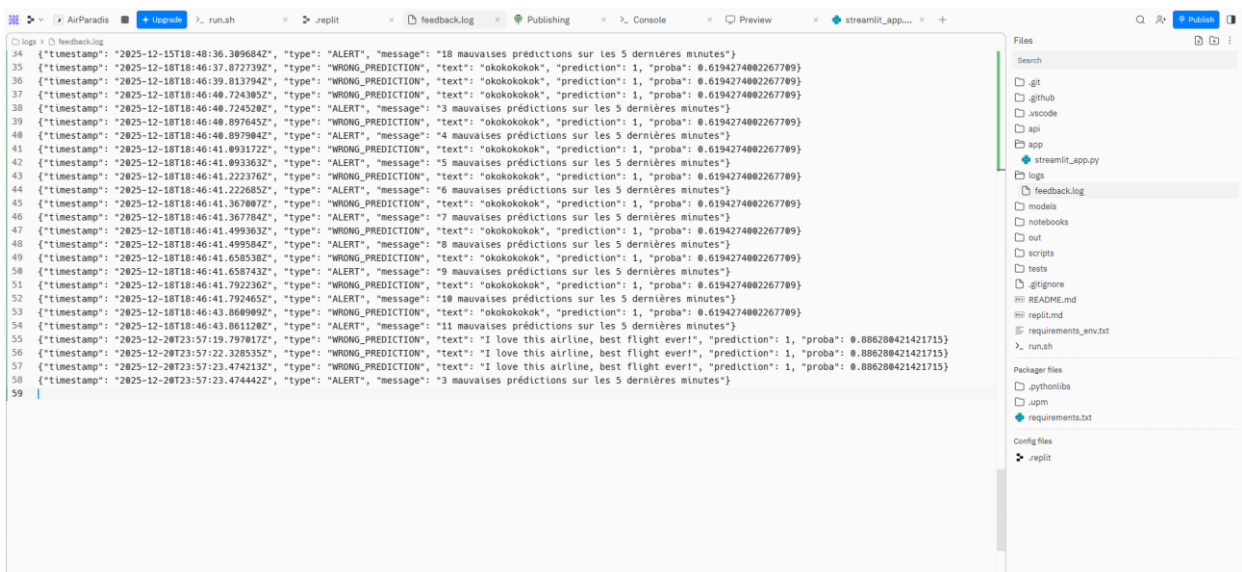 AirParadis
+ Upgrade
run.sh
.replit
feedback.log
Publishing
Console
Preview
streamlit_app....
Publish
logs > feedback.log
34 {"timestamp": "2025-12-15T18:48:36.309684Z", "type": "ALERT", "message": "18 mauvaises prédictions sur les 5 dernières minutes"}
35 {"timestamp": "2025-12-18T18:46:37.872739Z", "type": "WRONG_PREDICTION", "text": "okokokokok", "prediction": 1, "proba": 0.6194274002267709}
36 {"timestamp": "2025-12-18T18:46:39.813794Z", "type": "WRONG_PREDICTION", "text": "okokokokok", "prediction": 1, "proba": 0.6194274002267709}
37 {"timestamp": "2025-12-18T18:46:40.724305Z", "type": "WRONG_PREDICTION", "text": "okokokokok", "prediction": 1, "proba": 0.6194274002267709}
38 {"timestamp": "2025-12-18T18:46:40.724520Z", "type": "ALERT", "message": "3 mauvaises prédictions sur les 5 dernières minutes"}
39 {"timestamp": "2025-12-18T18:46:40.897645Z", "type": "WRONG_PREDICTION", "text": "okokokokok", "prediction": 1, "proba": 0.6194274002267709}
40 {"timestamp": "2025-12-18T18:46:40.897904Z", "type": "ALERT", "message": "4 mauvaises prédictions sur les 5 dernières minutes"}
41 {"timestamp": "2025-12-18T18:46:41.093172Z", "type": "WRONG_PREDICTION", "text": "okokokokok", "prediction": 1, "proba": 0.6194274002267709}
42 {"timestamp": "2025-12-18T18:46:41.093363Z", "type": "ALERT", "message": "5 mauvaises prédictions sur les 5 dernières minutes"}
43 {"timestamp": "2025-12-18T18:46:41.222376Z", "type": "WRONG_PREDICTION", "text": "okokokokok", "prediction": 1, "proba": 0.6194274002267709}
44 {"timestamp": "2025-12-18T18:46:41.222685Z", "type": "ALERT", "message": "6 mauvaises prédictions sur les 5 dernières minutes"}
45 {"timestamp": "2025-12-18T18:46:41.367007Z", "type": "WRONG_PREDICTION", "text": "okokokokok", "prediction": 1, "proba": 0.6194274002267709}
46 {"timestamp": "2025-12-18T18:46:41.367784Z", "type": "ALERT", "message": "7 mauvaises prédictions sur les 5 dernières minutes"}
47 {"timestamp": "2025-12-18T18:46:41.499363Z", "type": "WRONG_PREDICTION", "text": "okokokokok", "prediction": 1, "proba": 0.6194274002267709}
48 {"timestamp": "2025-12-18T18:46:41.499584Z", "type": "ALERT", "message": "8 mauvaises prédictions sur les 5 dernières minutes"}
49 {"timestamp": "2025-12-18T18:46:41.658538Z", "type": "WRONG_PREDICTION", "text": "okokokokok", "prediction": 1, "proba": 0.6194274002267709}
50 {"timestamp": "2025-12-18T18:46:41.658743Z", "type": "ALERT", "message": "9 mauvaises prédictions sur les 5 dernières minutes"}
51 {"timestamp": "2025-12-18T18:46:41.792236Z", "type": "WRONG_PREDICTION", "text": "okokokokok", "prediction": 1, "proba": 0.6194274002267709}
52 {"timestamp": "2025-12-18T18:46:41.792465Z", "type": "ALERT", "message": "10 mauvaises prédictions sur les 5 dernières minutes"}
53 {"timestamp": "2025-12-18T18:46:43.860909Z", "type": "WRONG_PREDICTION", "text": "okokokokok", "prediction": 1, "proba": 0.6194274002267709}
54 {"timestamp": "2025-12-18T18:46:43.861120Z", "type": "ALERT", "message": "11 mauvaises prédictions sur les 5 dernières minutes"}
55 {"timestamp": "2025-12-20T23:57:19.797017Z", "type": "WRONG_PREDICTION", "text": "I love this airline, best flight ever!", "prediction": 1, "proba": 0.886280421421715}
56 {"timestamp": "2025-12-20T23:57:22.328535Z", "type": "WRONG_PREDICTION", "text": "I love this airline, best flight ever!", "prediction": 1, "proba": 0.886280421421715}
57 {"timestamp": "2025-12-20T23:57:23.474213Z", "type": "WRONG_PREDICTION", "text": "I love this airline, best flight ever!", "prediction": 1, "proba": 0.886280421421715}
58 {"timestamp": "2025-12-20T23:57:23.474442Z", "type": "ALERT", "message": "3 mauvaises prédictions sur les 5 dernières minutes"}
59
Files
Search
.git
.github
.vscode
api
app
streamlit_app.py
logs
feedback.log
models
notebooks
out
scripts
tests
.gitignore
README.md
replit.md
requirements_env.txt
run.sh
Packager files
.pythonlibs
.upm
requirements.txt
Config files
.replit